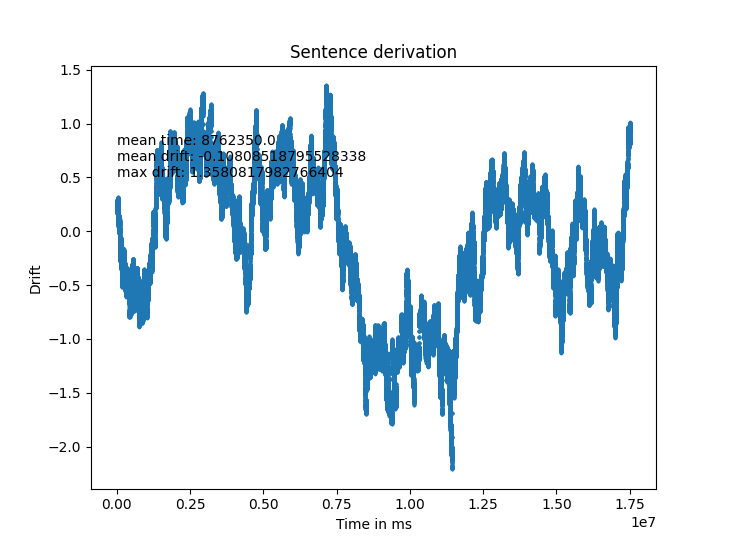 Sentence derivation
1.5
1.0
mean time: 8762350.0
mean drift: -0.10808518795528338
0.5
max drift: 1.3580817982766404
0.0
Drift
−0.5
−1.0
−1.5
−2.0
0.00 0.25 0.50 0.75 1.00 1.25 1.50 1.75
1e7
Time in ms